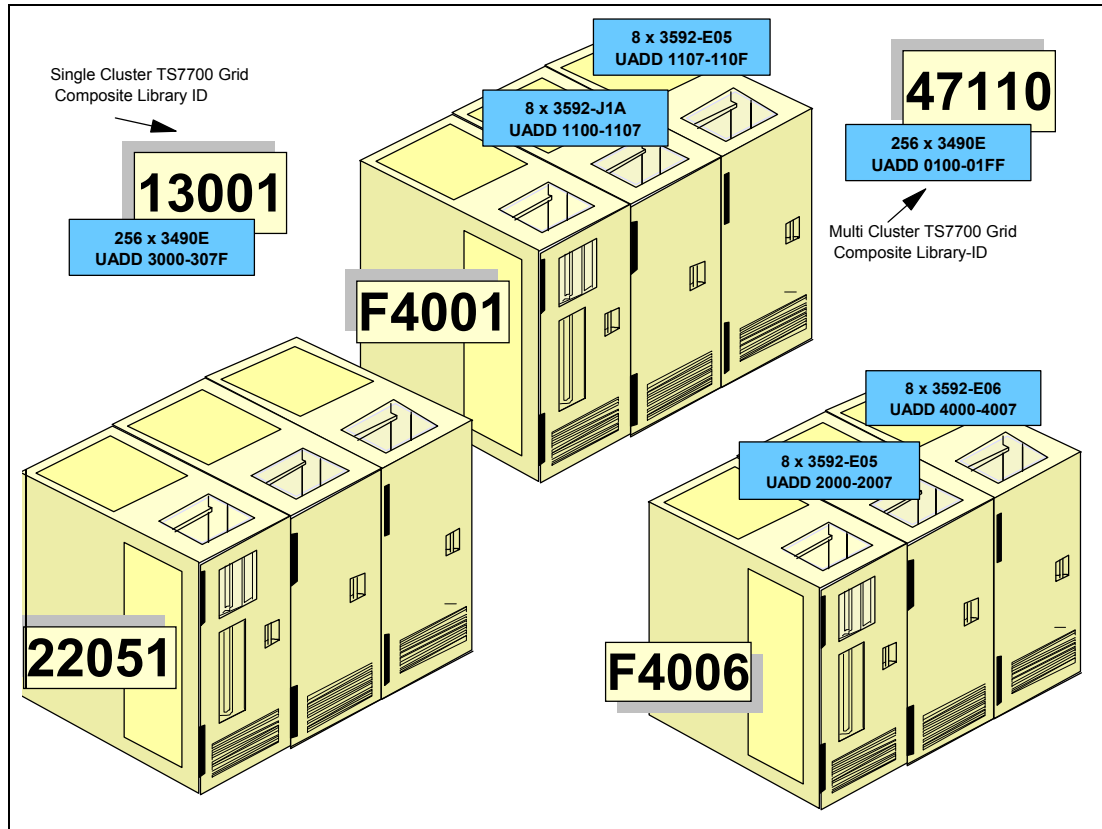 8 x 3592-E05
UADD 1107-110F
Single Cluster TS7700 Grid
Composite Library ID
47110
8 x 3592-J1A
UADD 1100-1107
256 x 3490E
UADD 0100-01FF
13001
256 x 3490E
UADD 3000-307F
Multi Cluster TS7700 Grid
Composite Library-ID
F4001
8 x 3592-E06
UADD 4000-4007
8 x 3592-E05
UADD 2000-2007
22051
F4006